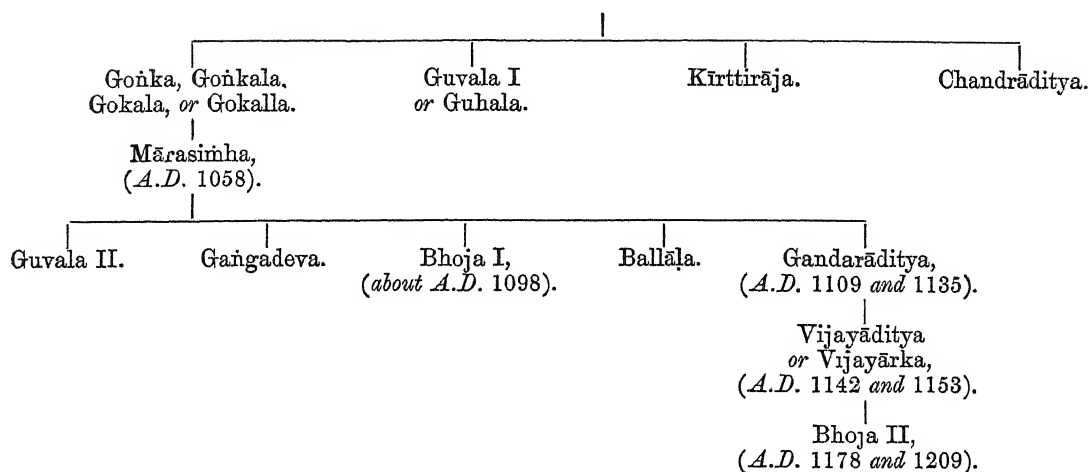 Goṅka, Goṅkala,
Gokala, or Gokalla.
Guvala I
or Guhala.
Kīrttirāja.
Chandrāditya.
Mārasiṁha,
(A.D. 1058).
Guvala II.
Gaṅgadeva.
Bhoja I,
(about A.D. 1098).
Ballāḷa.
Gandarāditya,
(A.D. 1109 and 1135).
Vijayāditya
or Vijayārka,
(A.D. 1142 and 1153).
Bhoja II,
(A.D. 1178 and 1209).